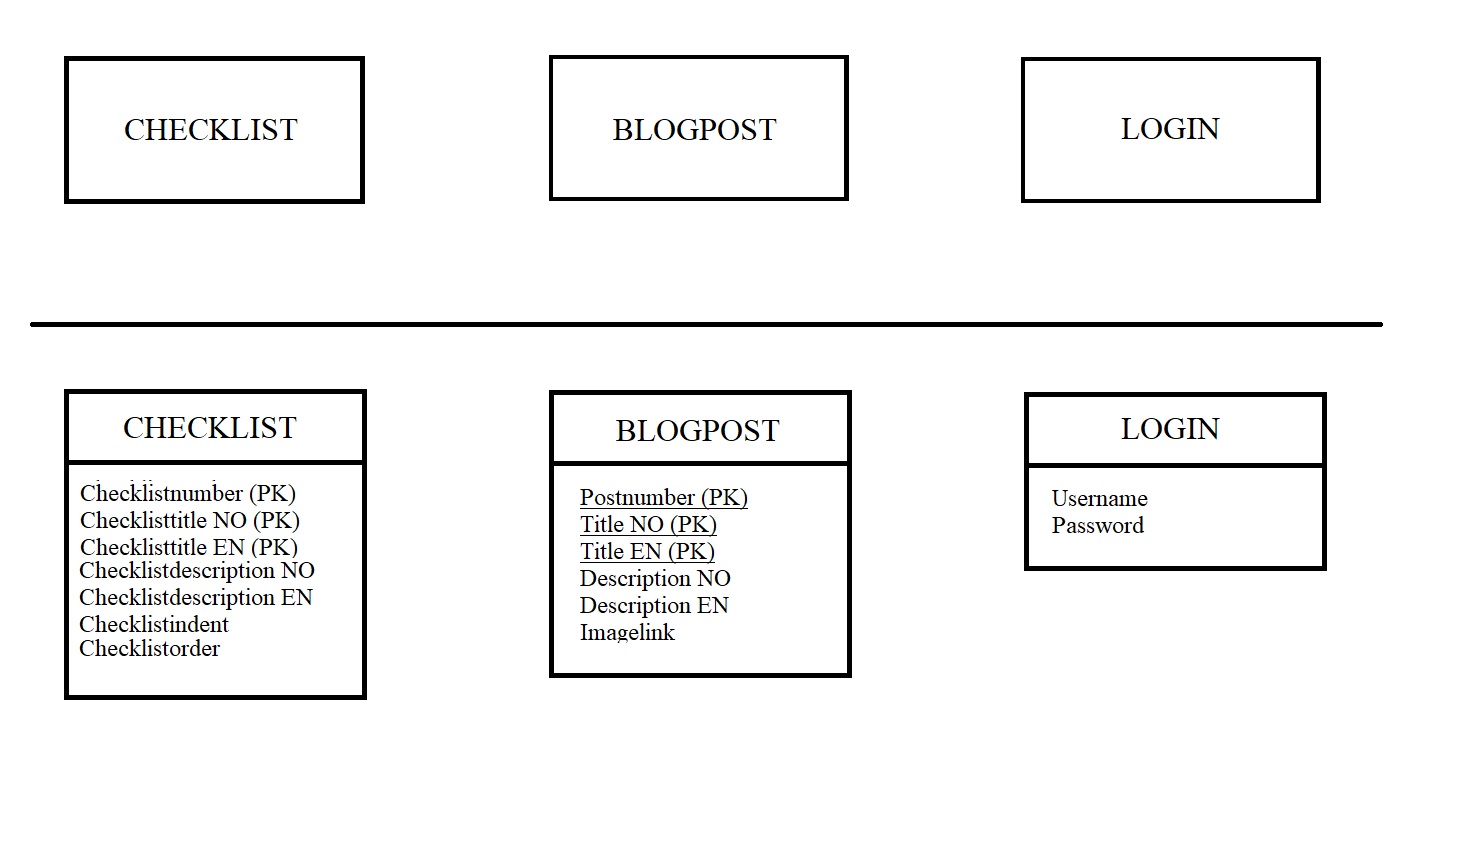 CHECKLIST
BLOGPOST
LOGIN
CHECKLIST
Checklistnumber (PK)
Checklisttitle NO (PK)
Checklisttitle EN (PK)
Checklistdescription NO
Checklistdescription EN
Checklistindent
Checklistorder
BLOGPOST
Postnumber (PK)
Title NO (PK)
Title EN (PK)
Description NO
Description EN
Imagelink
LOGIN
Username
Password